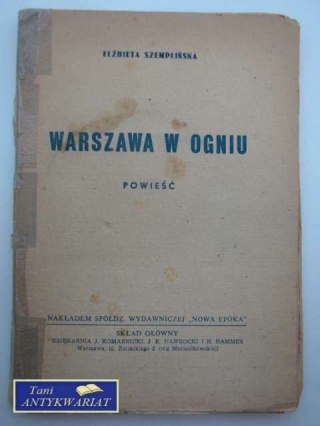 ELŻBIETA SZEMPLIŃSKA
WARSZAWA W OGNIU
POWIEŚĆ
NAKŁADEM SPÓŁDZ. WYDAWNICZEJ „NOWA EPOKA"
SKŁAD GŁÓWNY
KSIĘGARNIA J. KOMARNICKI, J. E. NAWROCKI I H. HAMMER
Warszawa, ul. Żulińskiego 8 (róg Marszałkowskiej)
Tani
ANTYKWARIAT